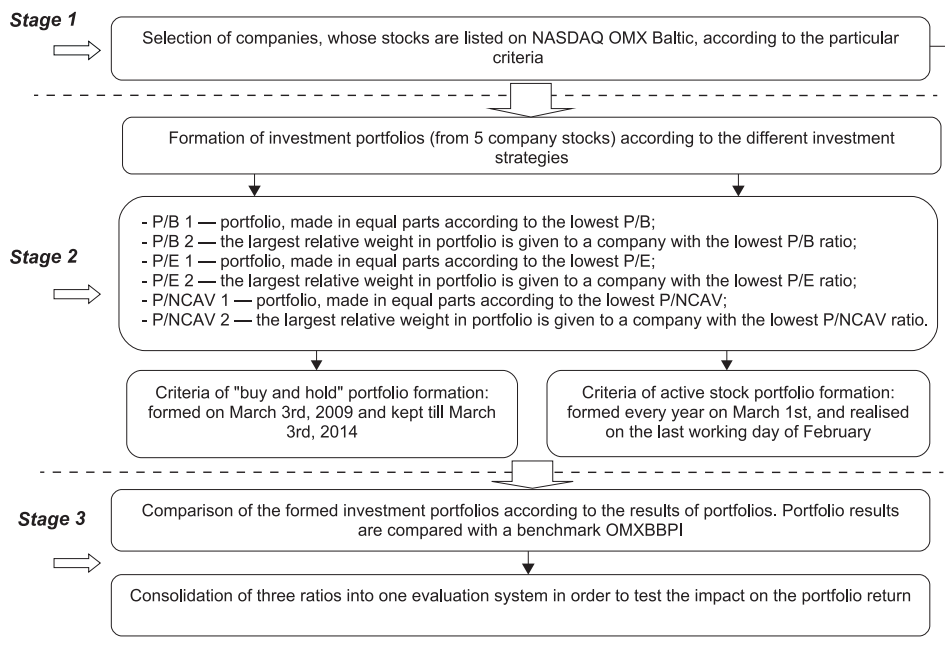 Stage 1
Selection of companies, whose stocks are listed on NASDAQ OMX Baltic, according to the particular
criteria
Formation of investment portfolios (from 5 company stocks) according to the different investment
strategies
Stage 2
- P/B 1 — portfolio, made in equal parts according to the lowest P/B;
- P/B 2 — the largest relative weight in portfolio is given to a company with the lowest P/B ratio;
- P/E 1 — portfolio, made in equal parts according to the lowest P/E;
- P/E 2 — the largest relative weight in portfolio is given to a company with the lowest P/E ratio;
- P/NCAV 1 — portfolio, made in equal parts according to the lowest P/NCAV;
- P/NCAV 2 — the largest relative weight in portfolio is given to a company with the lowest P/NCAV ratio.
Criteria of "buy and hold" portfolio formation:
formed on March 3rd, 2009 and kept till March
3rd, 2014
Criteria of active stock portfolio formation:
formed every year on March 1st, and realised
on the last working day of February
Stage 3
Comparison of the formed investment portfolios according to the results of portfolios. Portfolio results
are compared with a benchmark OMXBBPI
Consolidation of three ratios into one evaluation system in order to test the impact on the portfolio return